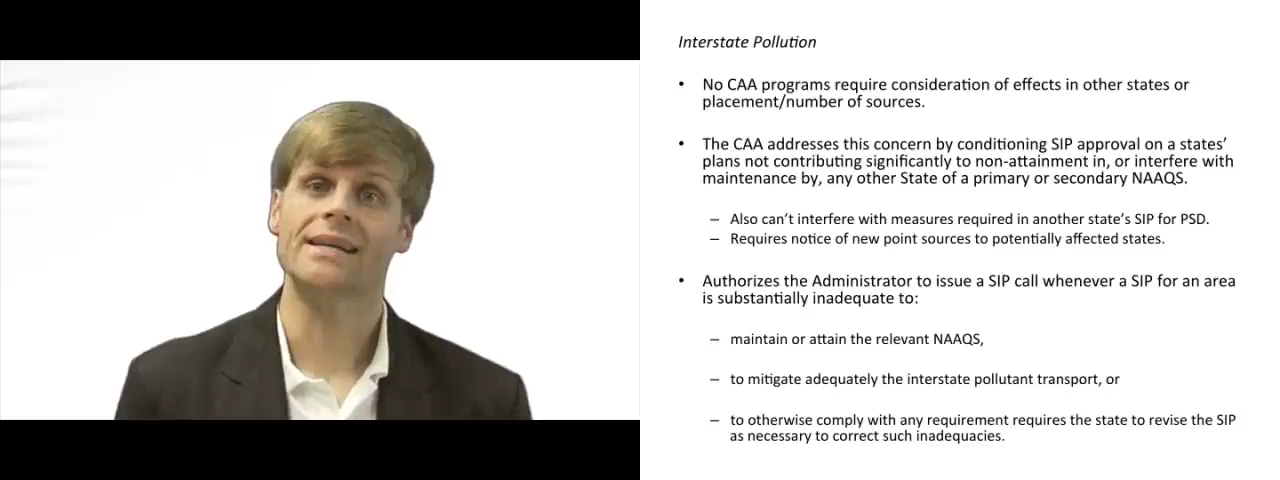 Interstate Pollution
• No CAA programs require consideration of effects in other states or
placement/number of sources.
• The CAA addresses this concern by conditioning SIP approval on a states’
plans not contributing significantly to non-attainment in, or interfere with
maintenance by, any other State of a primary or secondary NAAQS.
– Also can’t interfere with measures required in another state’s SIP for PSD.
– Requires notice of new point sources to potentially affected states.
• Authorizes the Administrator to issue a SIP call whenever a SIP for an area
is substantially inadequate to:
– maintain or attain the relevant NAAQS,
– to mitigate adequately the interstate pollutant transport, or
– to otherwise comply with any requirement requires the state to revise the SIP
as necessary to correct such inadequacies.